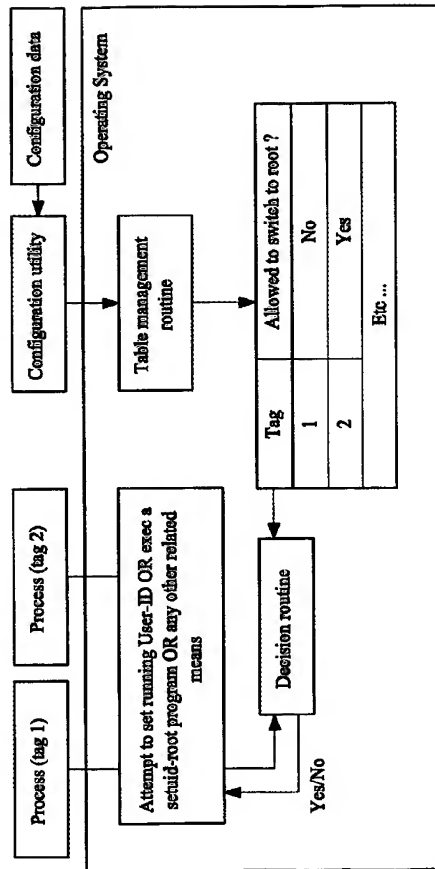 Process (tag 1)
Process (tag 2)
Configuration utility
Configuration data
Operating System
Attempt to set running User-ID OR exec a
setuid-root program OR any other related
means
Table management
routine
Yes/No
Decision routine
Tag
Allowed to switch to root ?
1
No
2
Yes
Etc ...